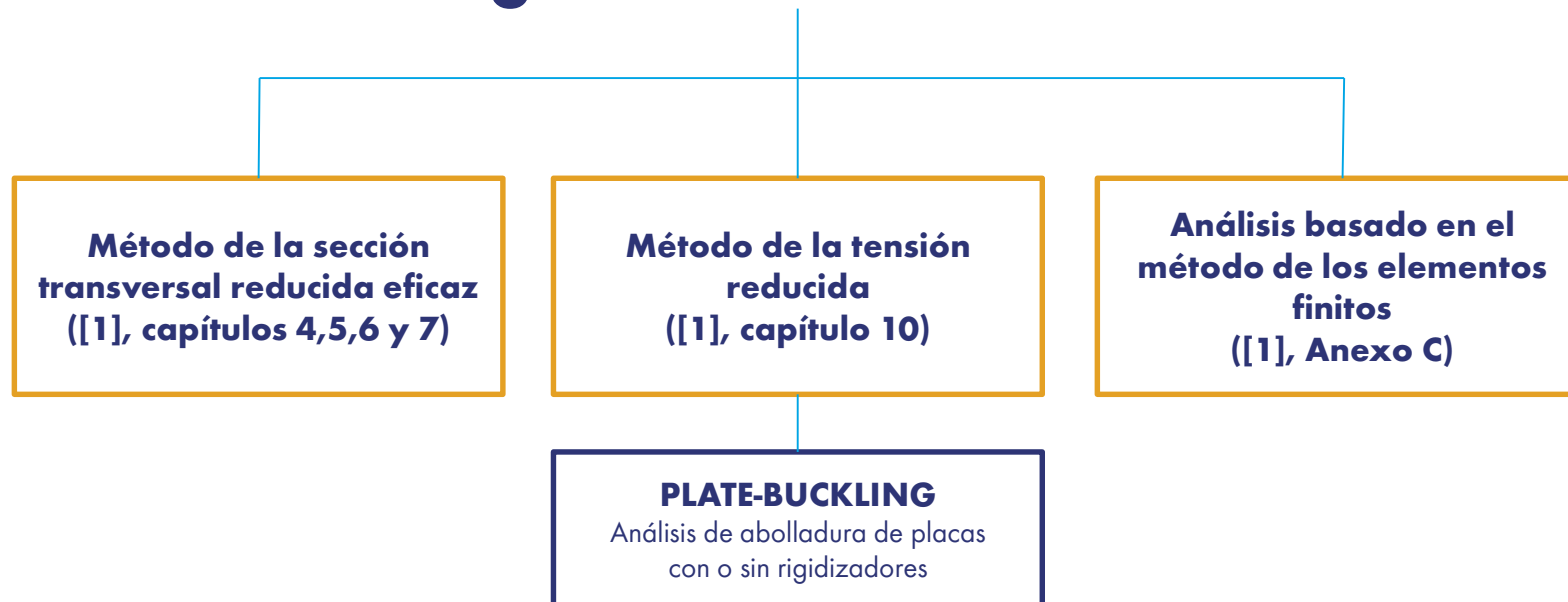 Método de la sección
transversal reducida eficaz
([1], capítulos 4,5,6 y 7)
Método de la tensión
reducida
([1], capítulo 10)
Análisis basado en el
método de los elementos
finitos
([1], Anexo C)
PLATE-BUCKLING
Análisis de abolladura de placas
con o sin rigidizadores